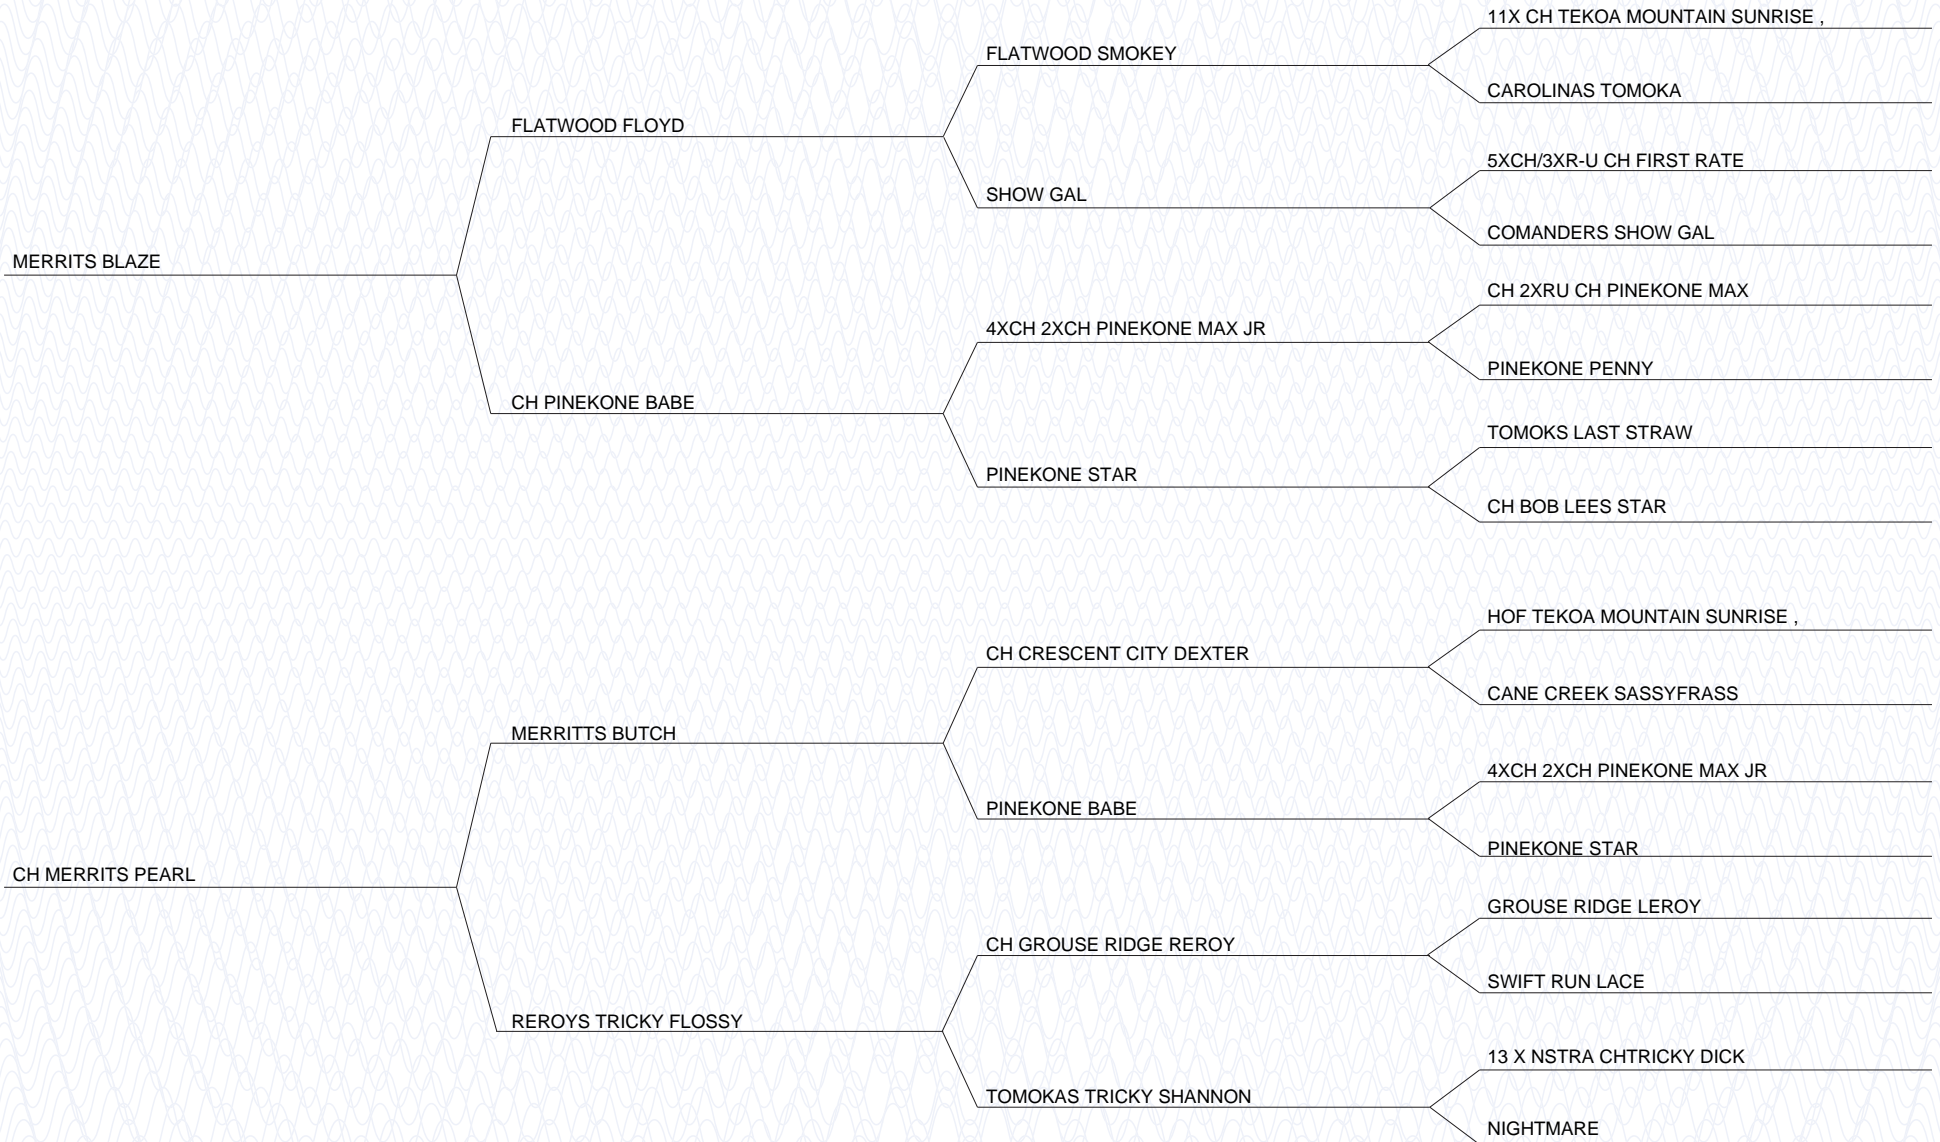 11X CH TEKOA MOUNTAIN SUNRISE ,
FLATWOOD SMOKEY
CAROLINAS TOMOKA
FLATWOOD FLOYD
5XCH/3XR-U CH FIRST RATE
SHOW GAL
COMANDERS SHOW GAL
MERRITS BLAZE
CH 2XRU CH PINEKONE MAX
4XCH 2XCH PINEKONE MAX JR
PINEKONE PENNY
CH PINEKONE BABE
TOMOKS LAST STRAW
PINEKONE STAR
CH BOB LEES STAR
HOF TEKOA MOUNTAIN SUNRISE ,
CH CRESCENT CITY DEXTER
CANE CREEK SASSYFRASS
MERRITTS BUTCH
4XCH 2XCH PINEKONE MAX JR
PINEKONE BABE
PINEKONE STAR
CH MERRITS PEARL
GROUSE RIDGE LEROY
CH GROUSE RIDGE REROY
SWIFT RUN LACE
REROYS TRICKY FLOSSY
13 X NSTRA CHTRICKY DICK
TOMOKAS TRICKY SHANNON
NIGHTMARE